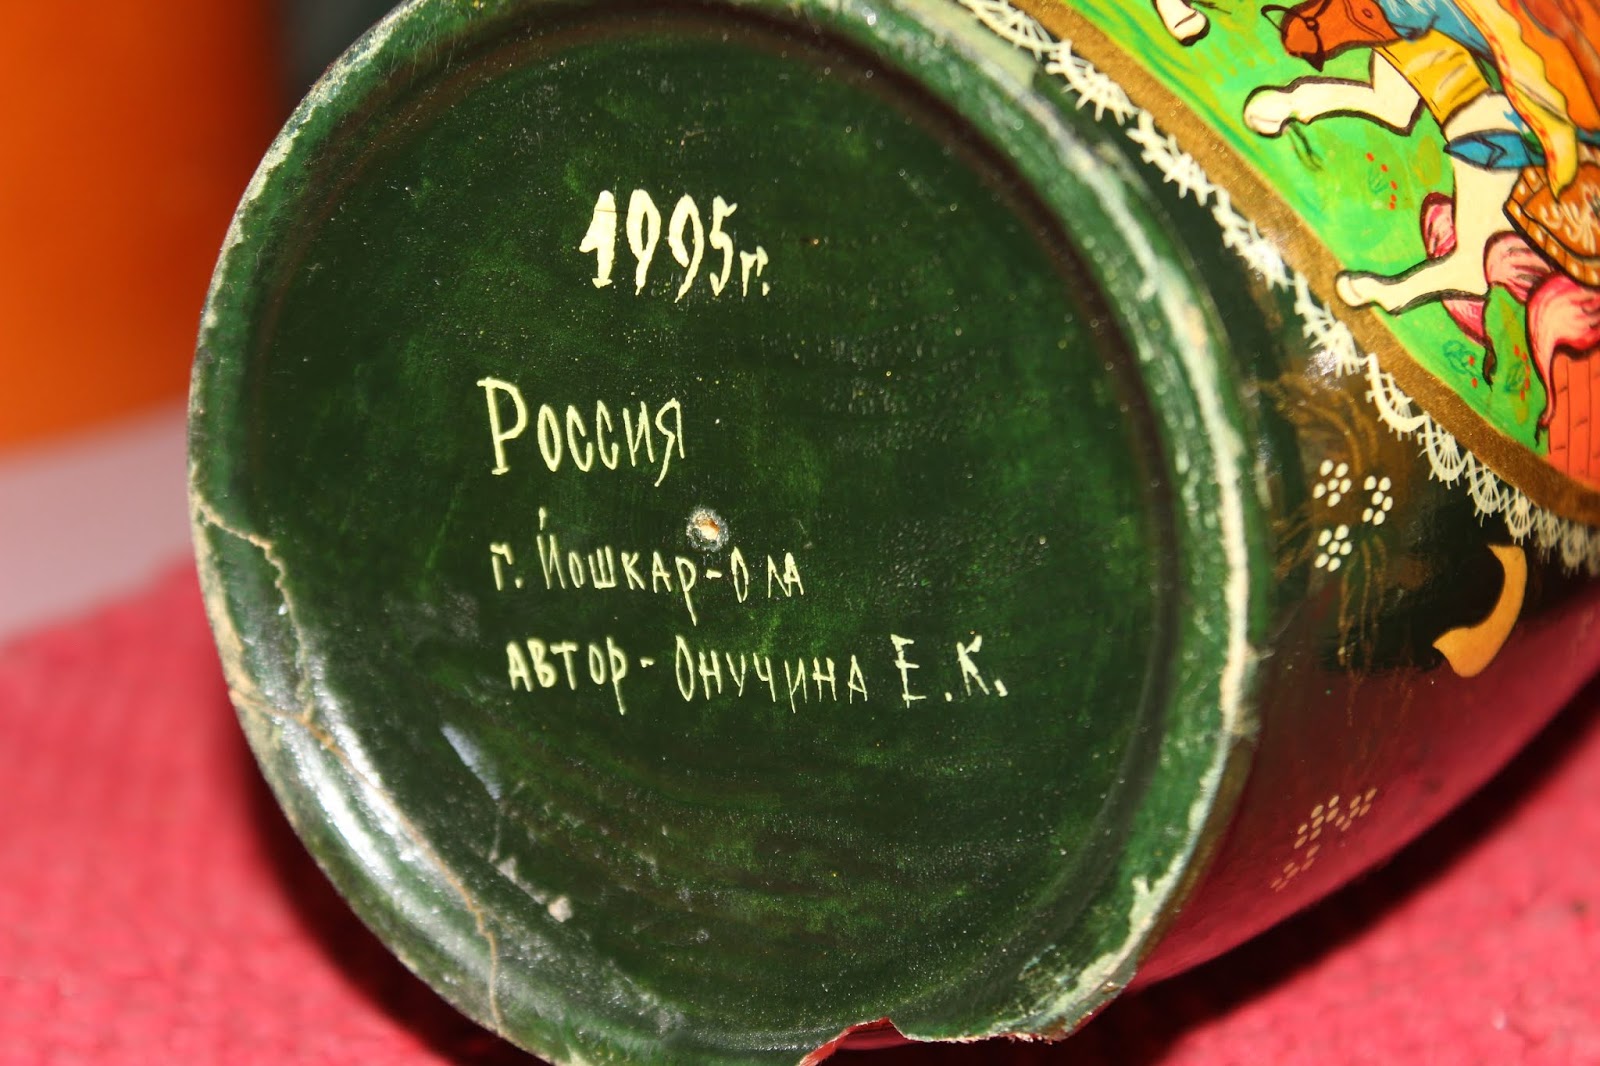 1995г.
Россия
г. Йошкар-Ола
автор - Онучина Е.К.